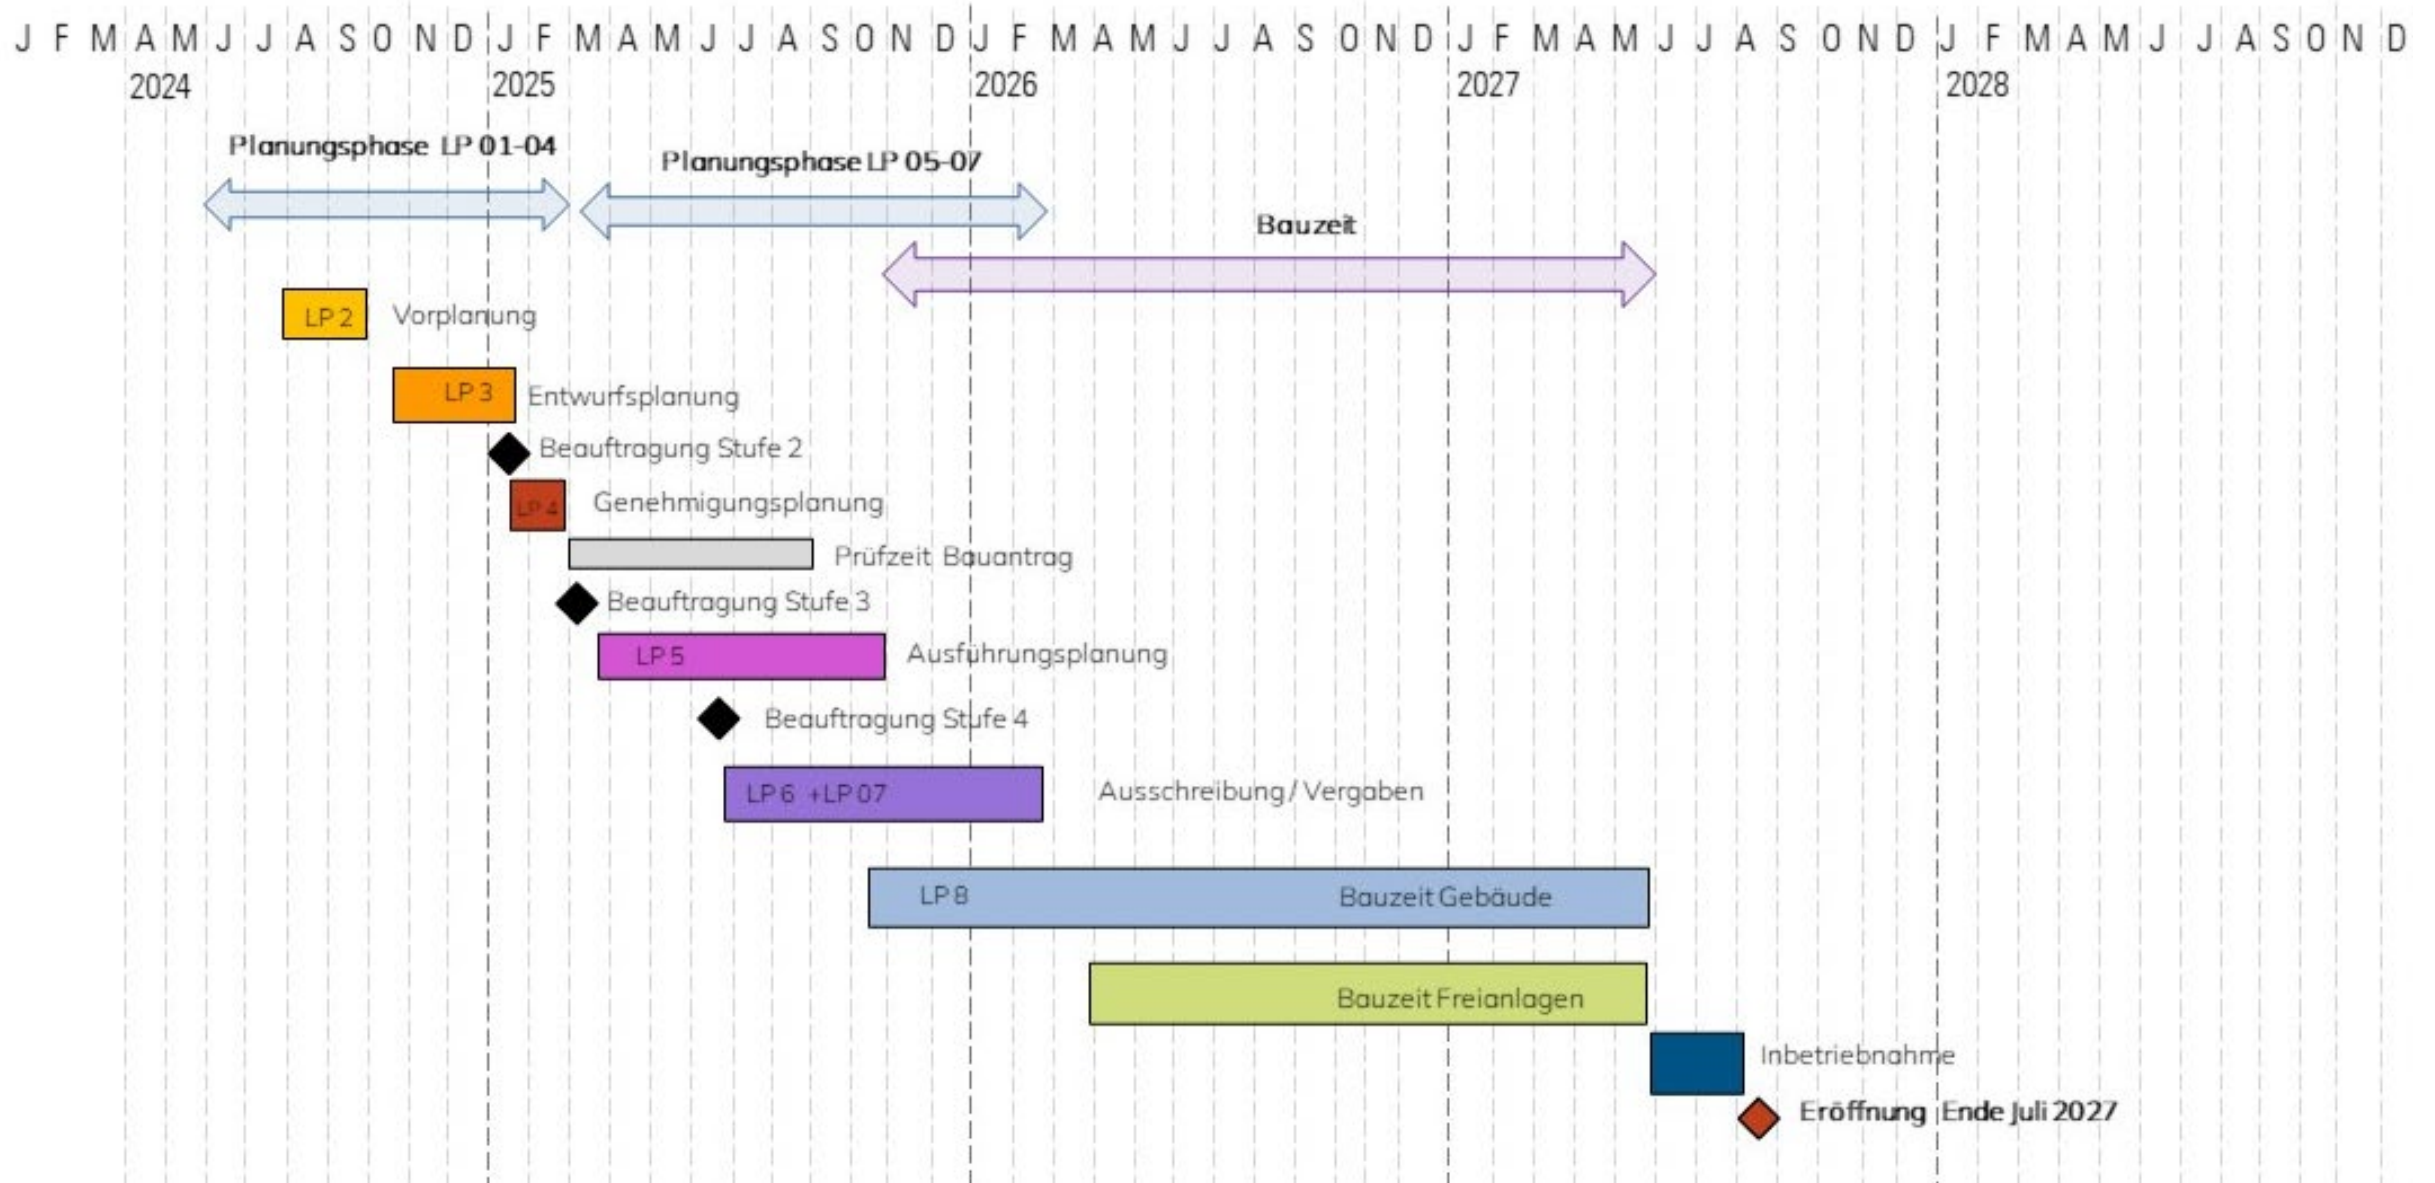 J F M A M J J A S O N D J F M A M J J A S O N D J F M A M J J A S O N D J F M A M J J A S O N D J F M A M J J A S O N D
2024 2025 2026 2027 2028
Planungsphase LP 01-04
Planungsphase LP 05-07
Bauzeit
LP 2 Vorplanung
LP 3 Entwurfsplanung
Beauftragung Stufe 2
LP 4 Genehmigungsplanung
Prüfzeit Bauantrag
Beauftragung Stufe 3
LP 5 Ausführungsplanung
Beauftragung Stufe 4
LP 6 +LP 07 Ausschreibung / Vergaben
LP 8 Bauzeit Gebäude
Bauzeit Freianlagen
Inbetriebnahme
Eröffnung Ende Juli 2027